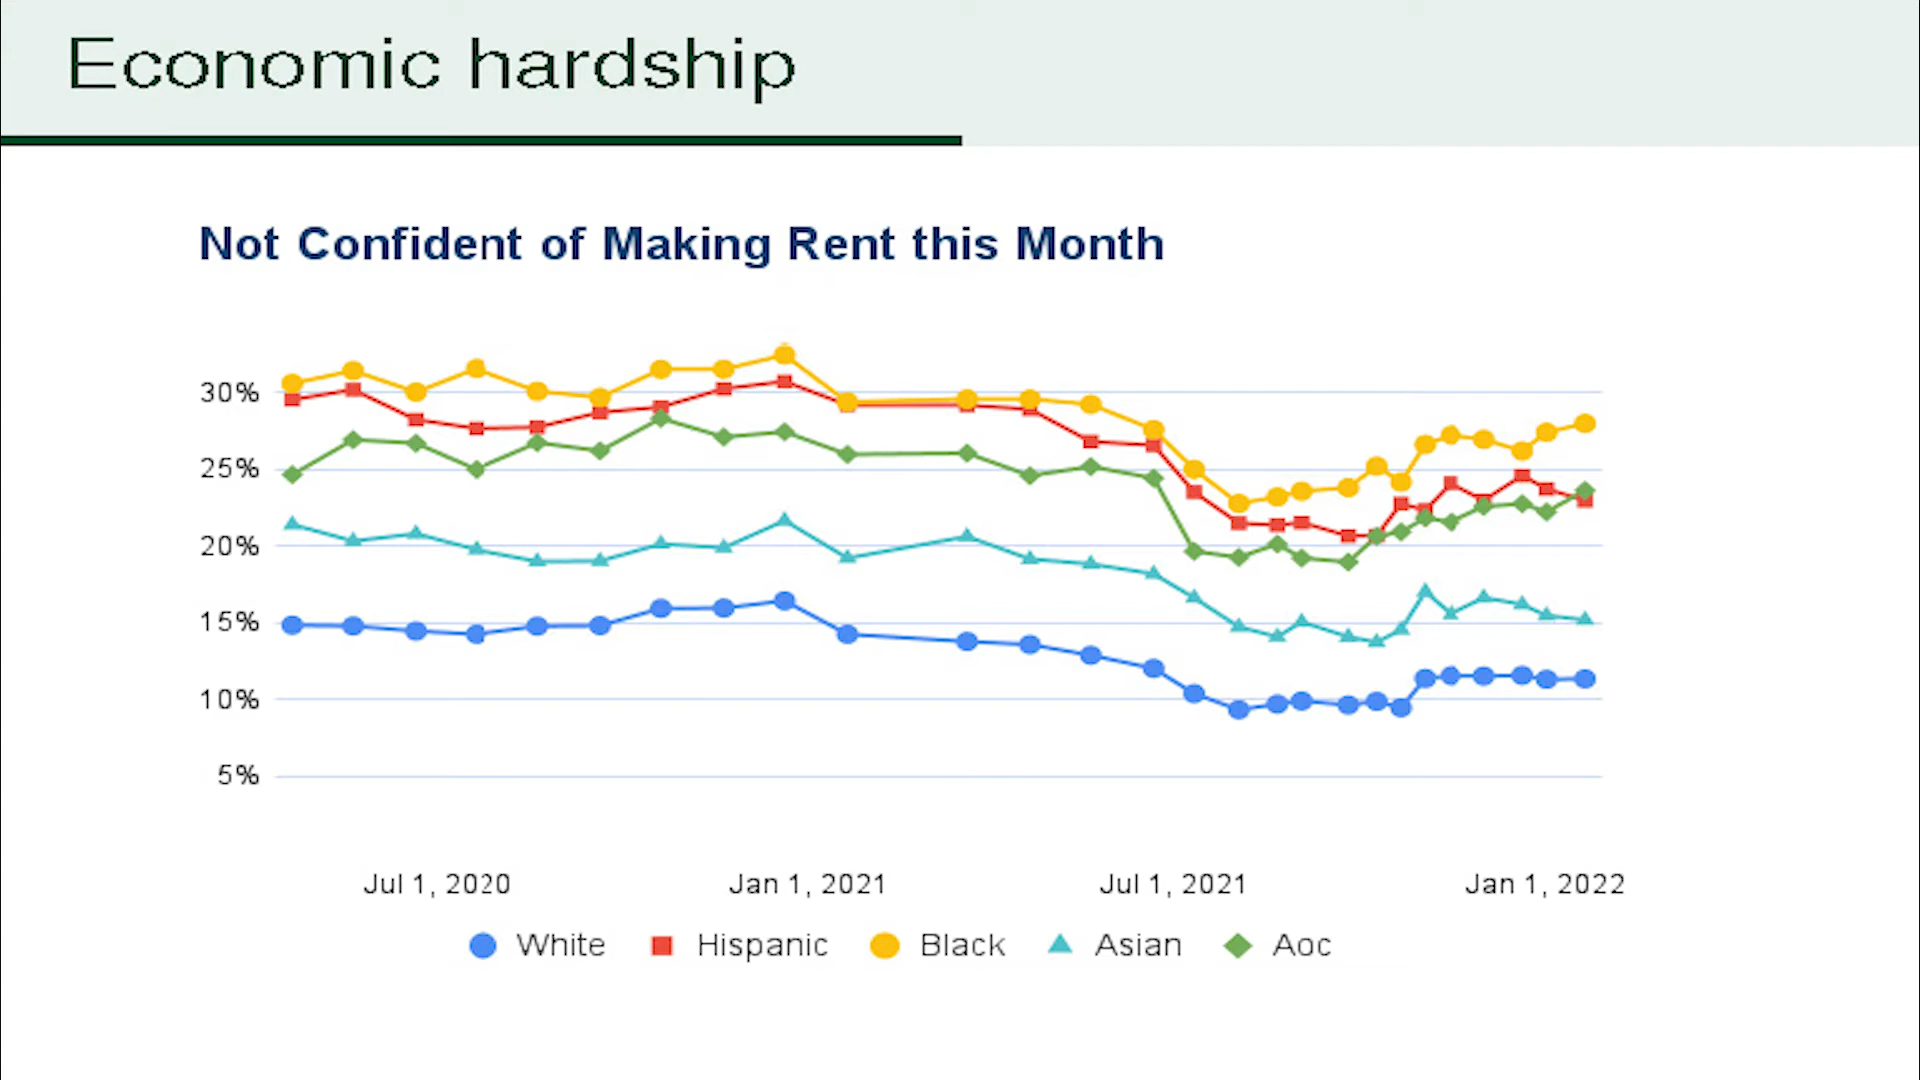 Economic hardship
Not Confident of Making Rent this Month
30%
25%
20%
15%
10%
5%
Jul 1, 2020 Jan 1, 2021 Jul 1, 2021 Jan 1, 2022
White Hispanic Black Asian Aoc